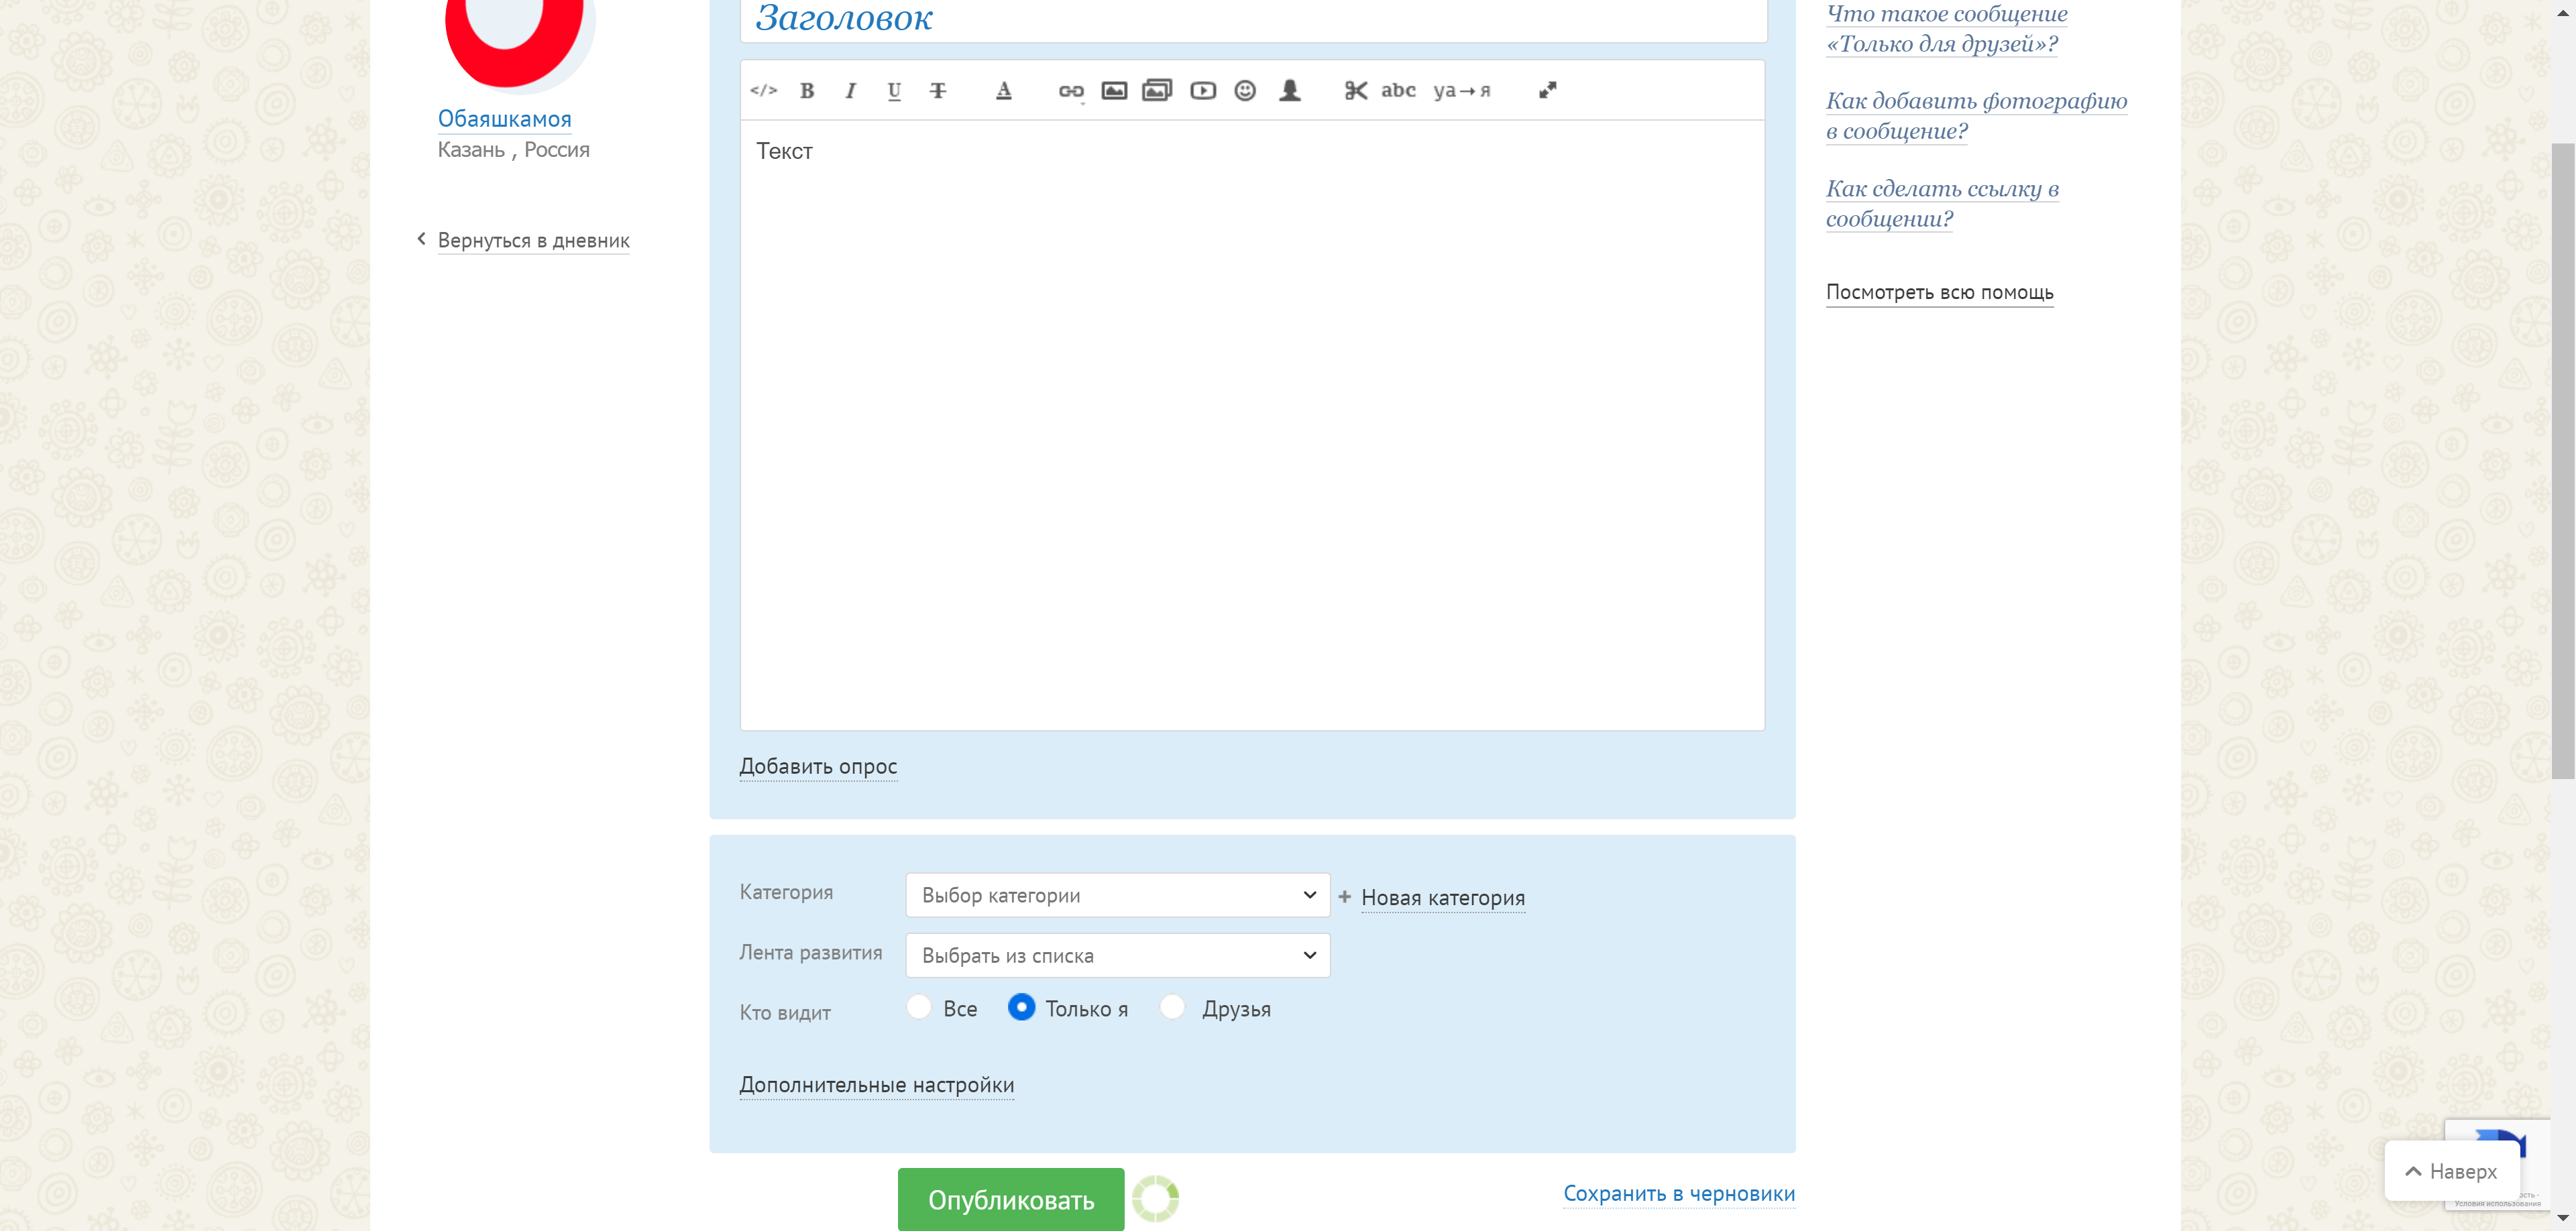 Заголовок
Что такое сообщение
«Только для друзей»?
</> B I U T A abc ya→я
Обаяшкамоя
Казань , Россия
Текст
Как добавить фотографию
в сообщение?
Как сделать ссылку в
сообщении?
Вернуться в дневник
Посмотреть всю помощь
Добавить опрос
Категория Выбор категории + Новая категория
Лента развития Выбрать из списка
Кто видит Все Только я Друзья
Дополнительные настройки
Опубликовать
Сохранить в черновики
Наверх
Условия использования